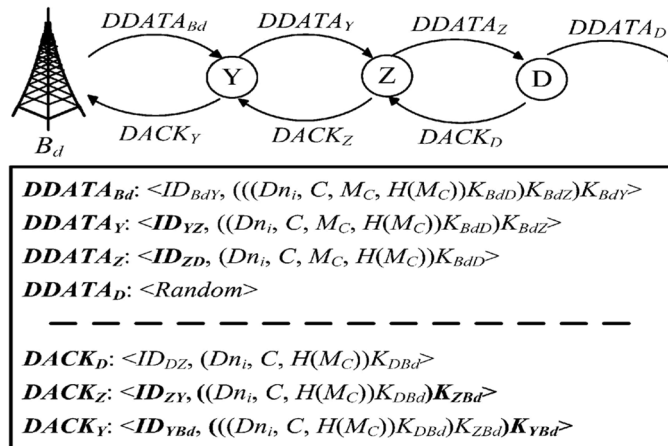 DDATA_Bd DDATA_Y DDATA_Z DDATA_D
Y Z D
DACK_Y DACK_Z DACK_D
B_d
DDATA_Bd: <ID_BdY, (((Dn_i, C, M_C, H(M_C))K_BdD)K_BdZ)K_BdY>
DDATA_Y: <ID_YZ, ((Dn_i, C, M_C, H(M_C))K_BdD)K_BdZ>
DDATA_Z: <ID_ZD, (Dn_i, C, M_C, H(M_C))K_BdD>
DDATA_D: <Random>
DACK_D: <ID_DZ, (Dn_i, C, H(M_C))K_DBd>
DACK_Z: <ID_ZY, ((Dn_i, C, H(M_C))K_DBd)K_ZBd>
DACK_Y: <ID_YBd, (((Dn_i, C, H(M_C))K_DBd)K_ZBd)K_YBd>